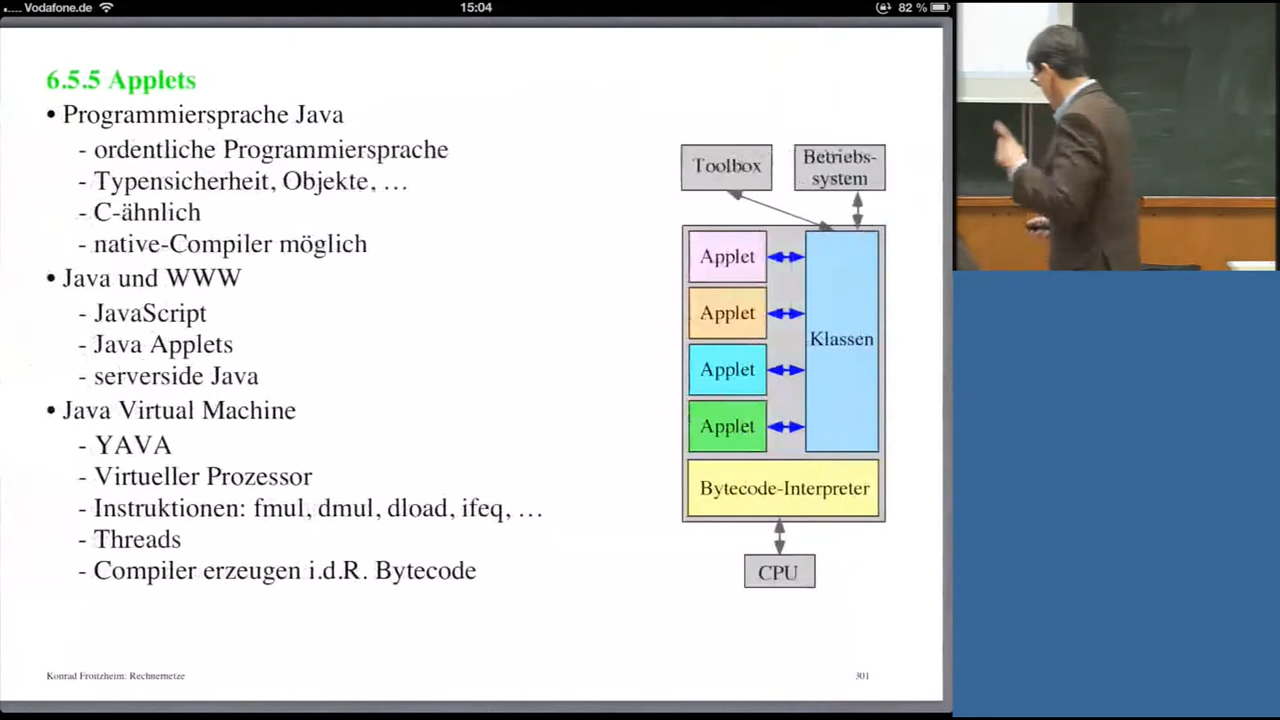 Vodafone.de
15:04
82 %
6.5.5 Applets
• Programmiersprache Java
- ordentliche Programmiersprache
- Typensicherheit, Objekte, …
- C-ähnlich
- native-Compiler möglich
• Java und WWW
- JavaScript
- Java Applets
- serverside Java
• Java Virtual Machine
- YAVA
- Virtueller Prozessor
- Instruktionen: fmul, dmul, dload, ifeq, …
- Threads
- Compiler erzeugen i.d.R. Bytecode
Toolbox
Betriebs-
system
Applet
Applet
Applet
Applet
Klassen
Bytecode-Interpreter
CPU
Konrad Froitzheim: Rechnernetze
301